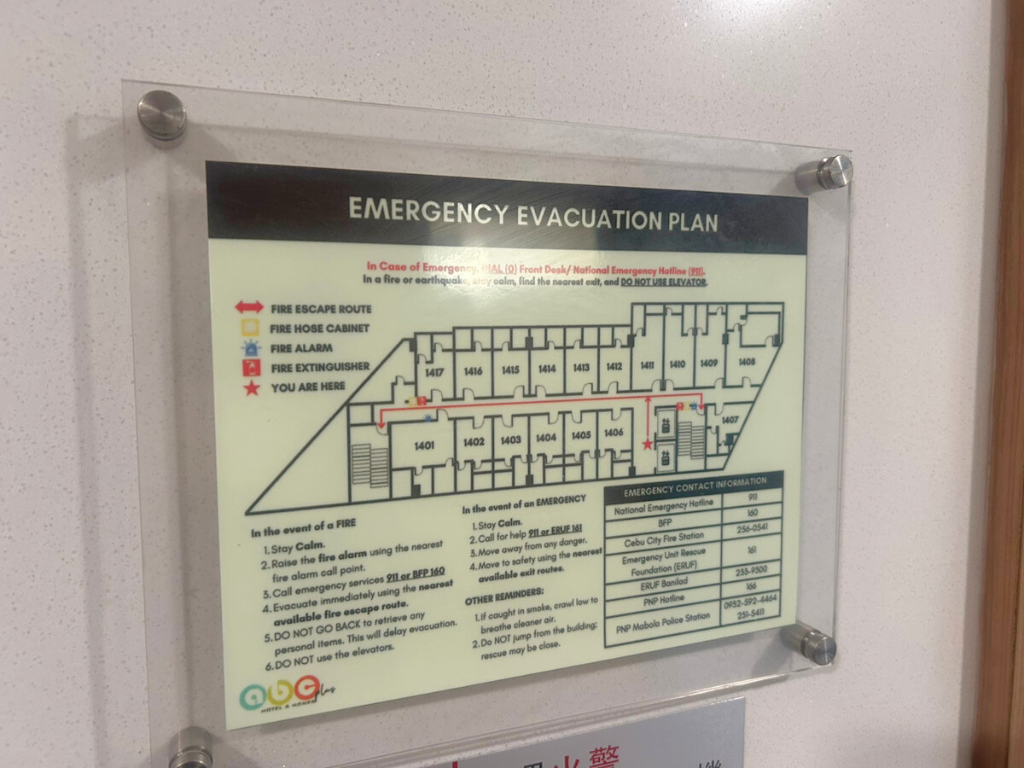 EMERGENCY EVACUATION PLAN
In Case of Emergency, DIAL (0) Front Desk/ National Emergency Hotline (911).
In a fire or earthquake, stay calm, find the nearest exit, and DO NOT USE ELEVATOR.
FIRE ESCAPE ROUTE
FIRE HOSE CABINET
FIRE ALARM
FIRE EXTINGUISHER
YOU ARE HERE
1417 1416 1415 1414 1413 1412 1411 1410 1409 1408
1407
1401 1402 1403 1404 1405 1406
In the event of a FIRE
1. Stay Calm.
2. Raise the fire alarm using the nearest
fire alarm call point.
3. Call emergency services 911 or BFP 160
4. Evacuate immediately using the nearest
available fire escape route.
5. DO NOT GO BACK to retrieve any
personal items. This will delay evacuation.
6. DO NOT use the elevators.
In the event of an EMERGENCY
1. Stay Calm.
2. Call for help 911 or ERUF 161
3. Move away from any danger.
4. Move to safety using the nearest
available exit routes.
OTHER REMINDERS:
1. If caught in smoke, crawl low to
breathe cleaner air.
2. Do NOT jump from the building;
rescue may be close.
EMERGENCY CONTACT INFORMATION
National Emergency Hotline 911
BFP 160
Cebu City Fire Station 256-0541
Emergency Unit Rescue
Foundation (ERUF) 161
ERUF Banilad 255-9300
PNP Hotline 166
PNP Mabola Police Station 0932-592-4464
251-5411
abc plus
HOTEL &
火警